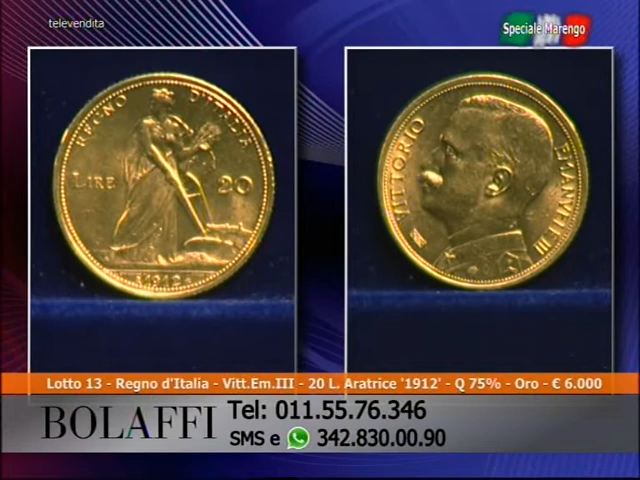 televendita
Speciale Marengo
REGNO D'ITALIA
LIRE 20
1912
VITTORIO EMANUELE III
Lotto 13 - Regno d'Italia - Vitt.Em.III - 20 L. Aratrice '1912' - Q 75% - Oro - € 6.000
BOLAFFI
Tel: 011.55.76.346
SMS e 342.830.00.90